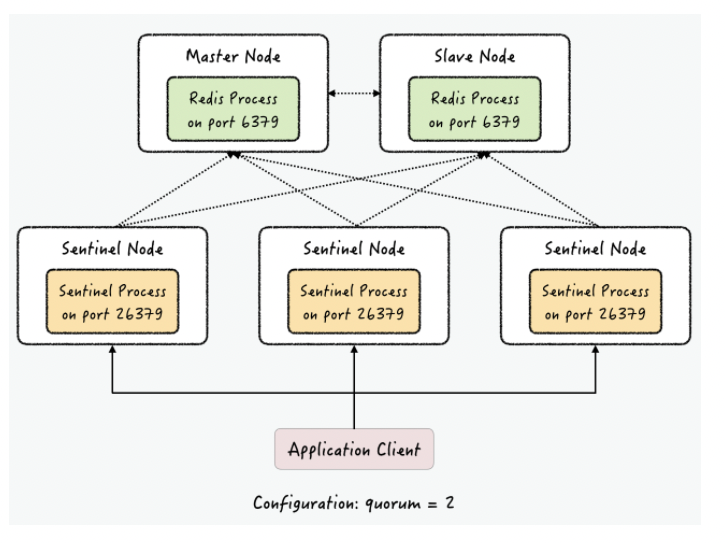 Master Node
Slave Node
Redis Process
on port 6379
Redis Process
on port 6379
Sentinel Node
Sentinel Node
Sentinel Node
Sentinel Process
on port 26379
Sentinel Process
on port 26379
Sentinel Process
on port 26379
Application Client
Configuration: quorum = 2